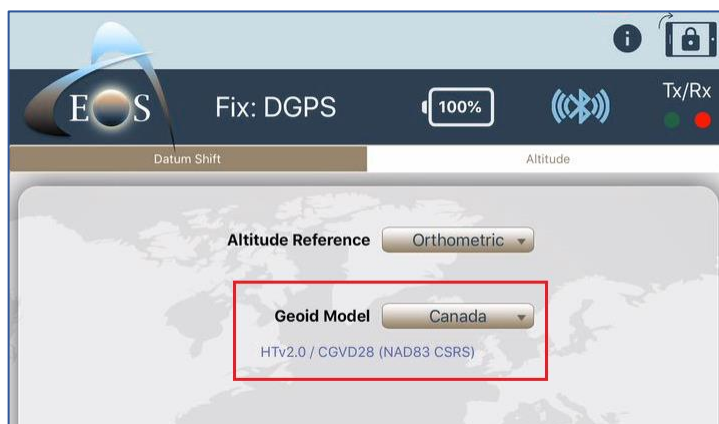 EOS Fix: DGPS 100% Tx/Rx
Datum Shift Altitude
Altitude Reference Orthometric
Geoid Model Canada
HTv2.0 / CGVD28 (NAD83 CSRS)